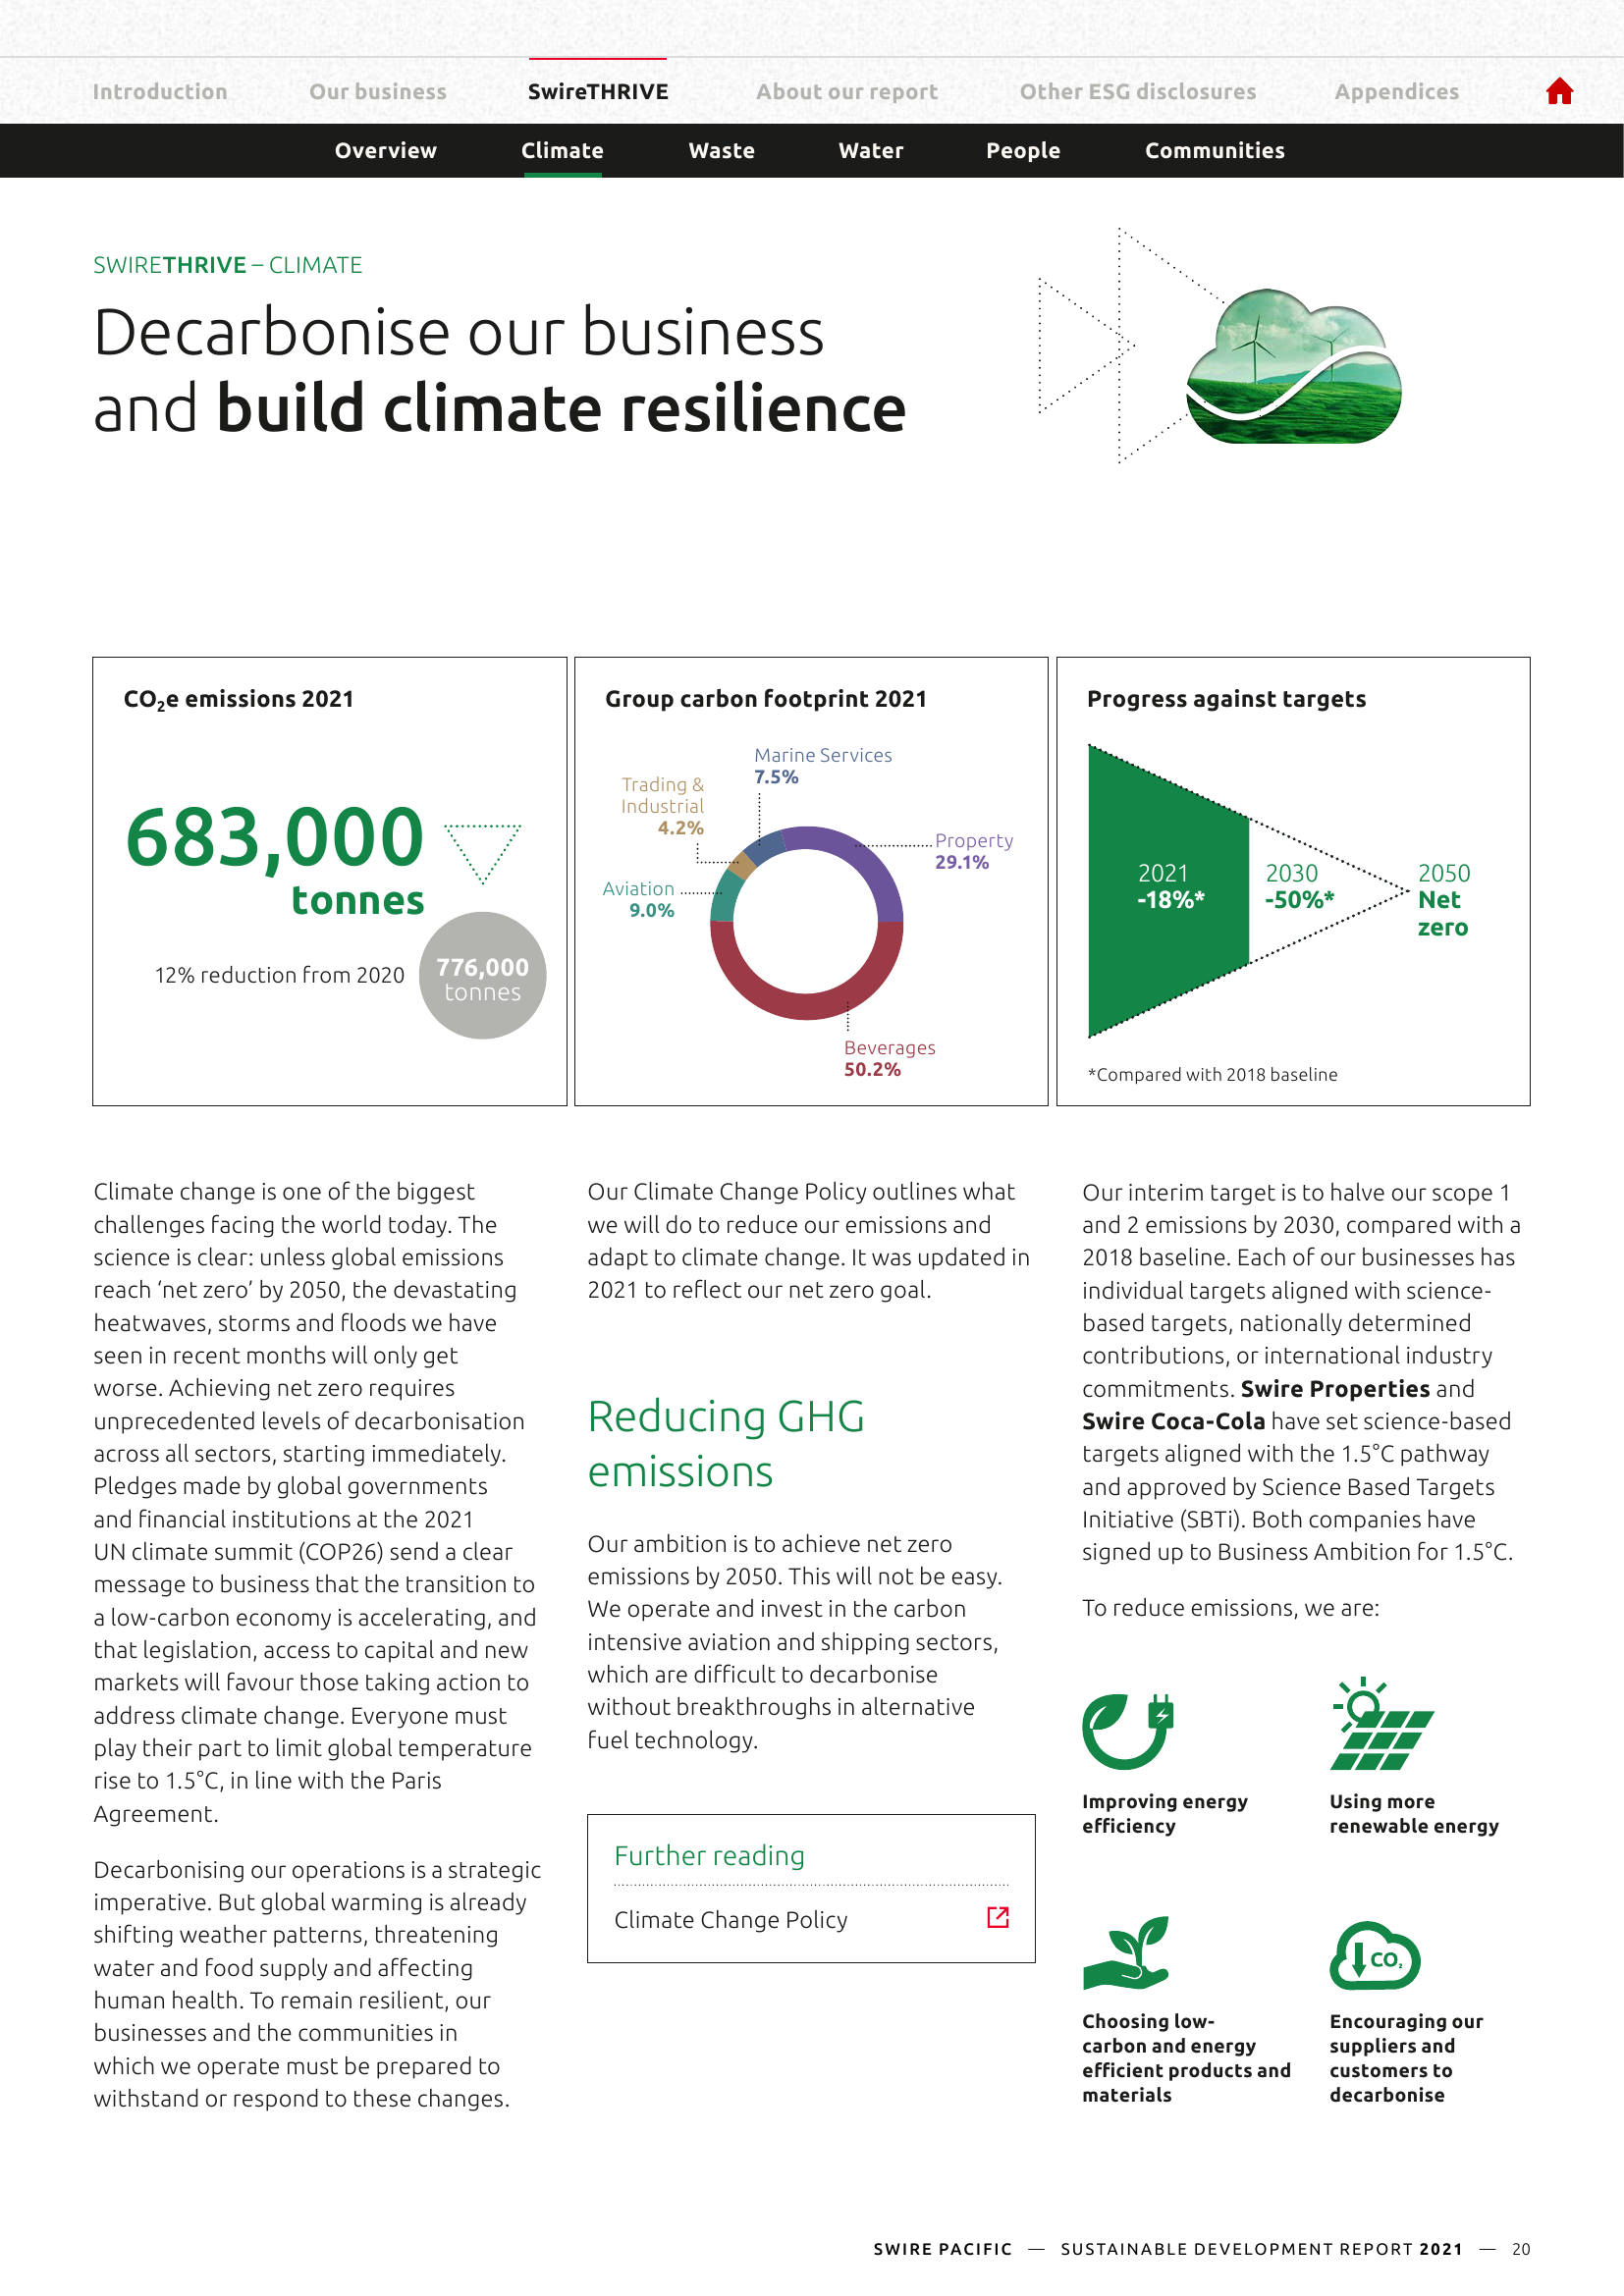 Introduction Our business SwireTHRIVE About our report Other ESG disclosures Appendices
Overview Climate Waste Water People Communities
SWIRETHRIVE – CLIMATE
Decarbonise our business
and build climate resilience
CO₂e emissions 2021
683,000
tonnes
12% reduction from 2020
776,000
tonnes
Group carbon footprint 2021
Marine Services
7.5%
Trading &
Industrial
4.2%
Property
29.1%
Aviation
9.0%
Beverages
50.2%
Progress against targets
2021
-18%*
2030
-50%*
2050
Net
zero
*Compared with 2018 baseline
Climate change is one of the biggest
challenges facing the world today. The
science is clear: unless global emissions
reach ‘net zero’ by 2050, the devastating
heatwaves, storms and floods we have
seen in recent months will only get
worse. Achieving net zero requires
unprecedented levels of decarbonisation
across all sectors, starting immediately.
Pledges made by global governments
and financial institutions at the 2021
UN climate summit (COP26) send a clear
message to business that the transition to
a low-carbon economy is accelerating, and
that legislation, access to capital and new
markets will favour those taking action to
address climate change. Everyone must
play their part to limit global temperature
rise to 1.5°C, in line with the Paris
Agreement.
Decarbonising our operations is a strategic
imperative. But global warming is already
shifting weather patterns, threatening
water and food supply and affecting
human health. To remain resilient, our
businesses and the communities in
which we operate must be prepared to
withstand or respond to these changes.
Our Climate Change Policy outlines what
we will do to reduce our emissions and
adapt to climate change. It was updated in
2021 to reflect our net zero goal.
Reducing GHG
emissions
Our ambition is to achieve net zero
emissions by 2050. This will not be easy.
We operate and invest in the carbon
intensive aviation and shipping sectors,
which are difficult to decarbonise
without breakthroughs in alternative
fuel technology.
Further reading
Climate Change Policy
Our interim target is to halve our scope 1
and 2 emissions by 2030, compared with a
2018 baseline. Each of our businesses has
individual targets aligned with science-
based targets, nationally determined
contributions, or international industry
commitments. Swire Properties and
Swire Coca-Cola have set science-based
targets aligned with the 1.5°C pathway
and approved by Science Based Targets
Initiative (SBTi). Both companies have
signed up to Business Ambition for 1.5°C.
To reduce emissions, we are:
Improving energy
efficiency
Using more
renewable energy
Choosing low-
carbon and energy
efficient products and
materials
CO₂
Encouraging our
suppliers and
customers to
decarbonise
SWIRE PACIFIC — SUSTAINABLE DEVELOPMENT REPORT 2021 — 20